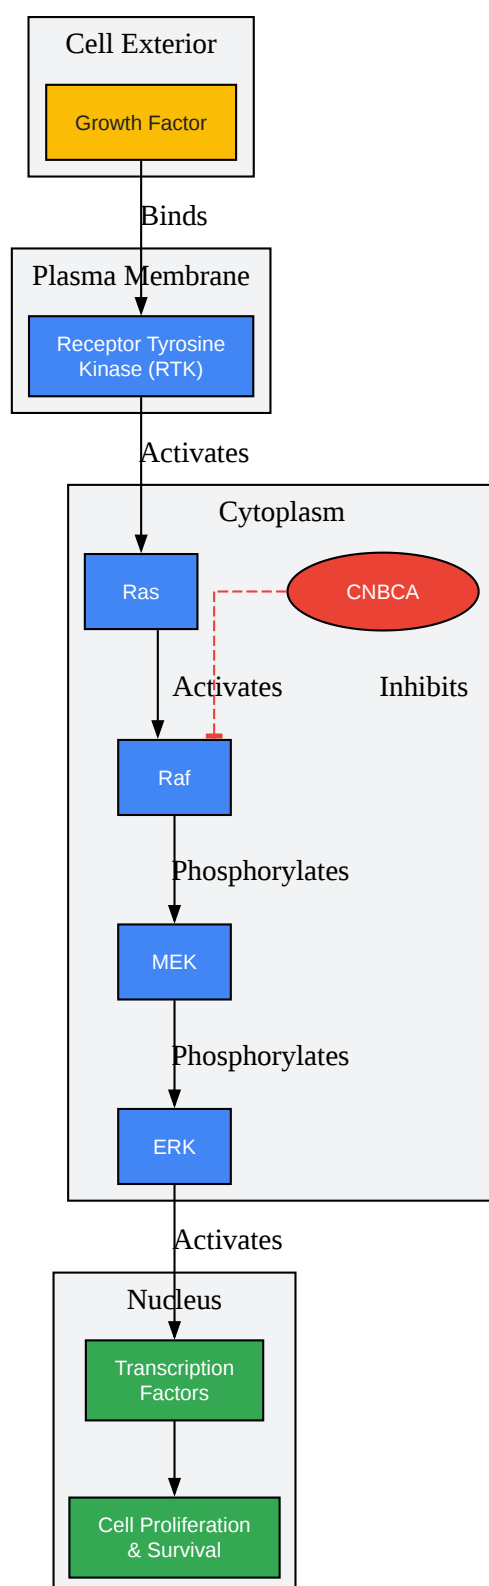 Cell Exterior
Growth Factor
Binds
Plasma Membrane
Receptor Tyrosine
Kinase (RTK)
Activates
Cytoplasm
Ras
CNBCA
Activates
Inhibits
Raf
Phosphorylates
MEK
Phosphorylates
ERK
Activates
Nucleus
Transcription
Factors
Cell Proliferation
& Survival